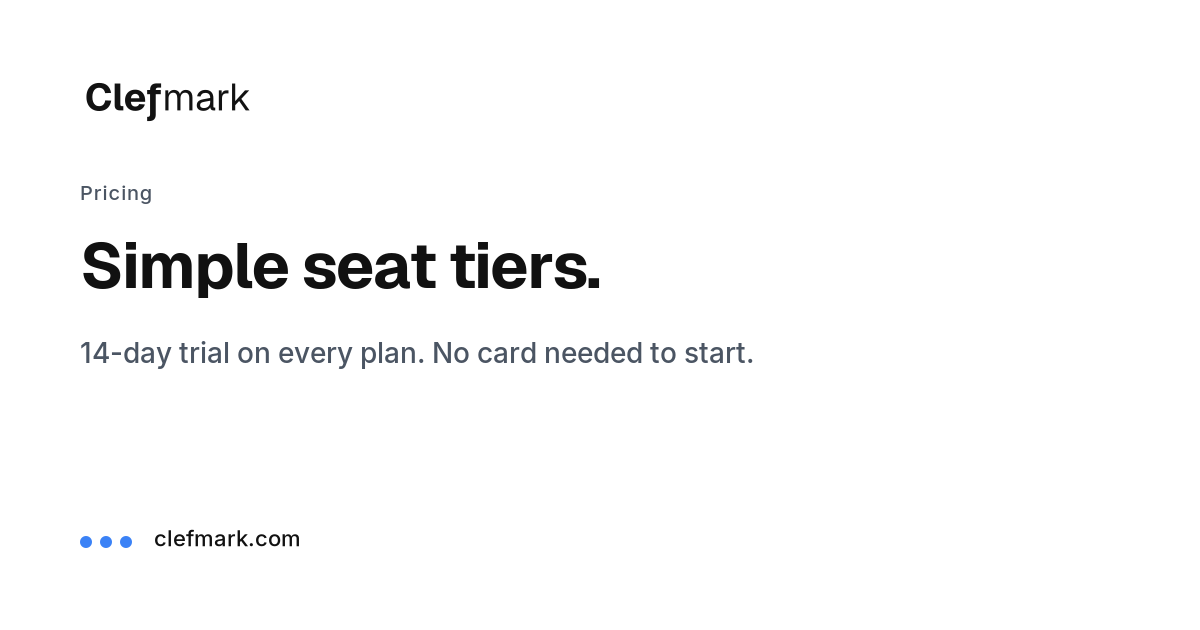 Clefmark
Pricing
Simple seat tiers.
14-day trial on every plan. No card needed to start.
clefmark.com